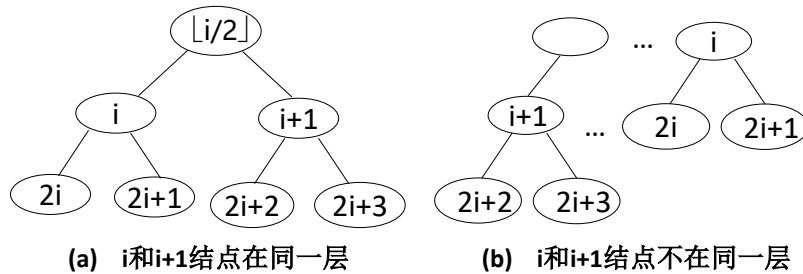 ⌊i/2⌋
... i
i i+1 i+1 ... 2i 2i+1
2i 2i+1 2i+2 2i+3 2i+2 2i+3
(a) i和i+1结点在同一层 (b) i和i+1结点不在同一层